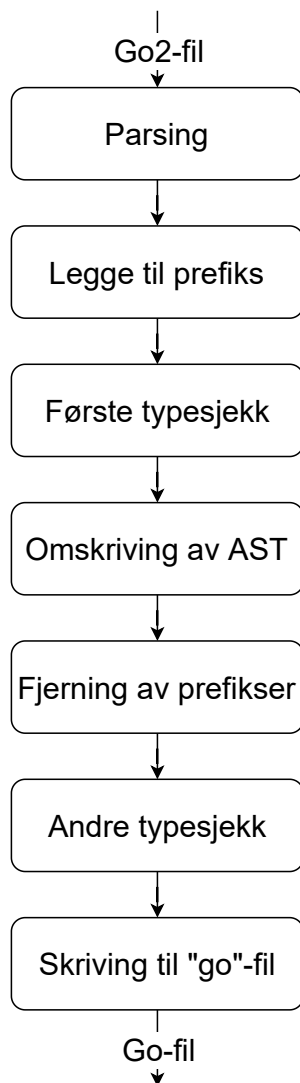 Go2-fil
Parsing
Legge til prefiks
Første typesjekk
Omskriving av AST
Fjerning av prefikser
Andre typesjekk
Skriving til "go"-fil
Go-fil